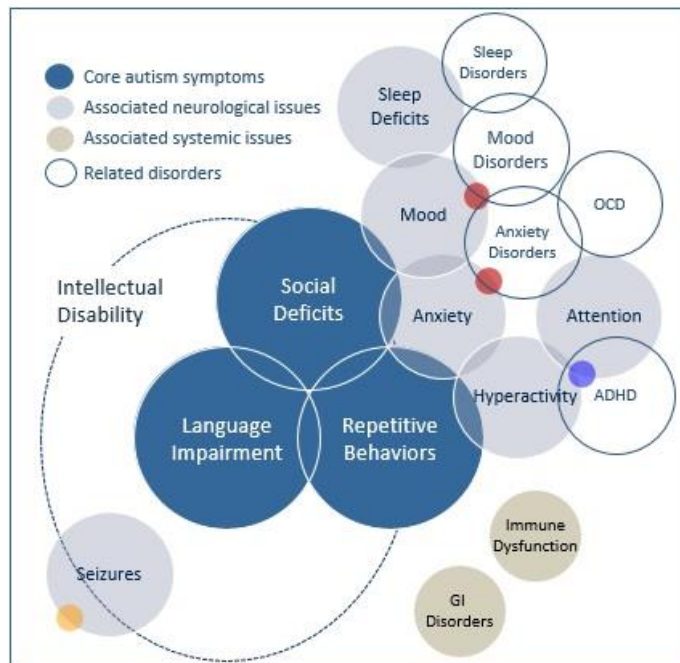 Core autism symptoms
Associated neurological issues
Associated systemic issues
Related disorders
Sleep
Disorders
Sleep
Deficits
Mood
Disorders
Mood
OCD
Anxiety
Disorders
Intellectual
Disability
Social
Deficits
Anxiety
Attention
Hyperactivity
ADHD
Language
Impairment
Repetitive
Behaviors
Immune
Dysfunction
Seizures
GI
Disorders